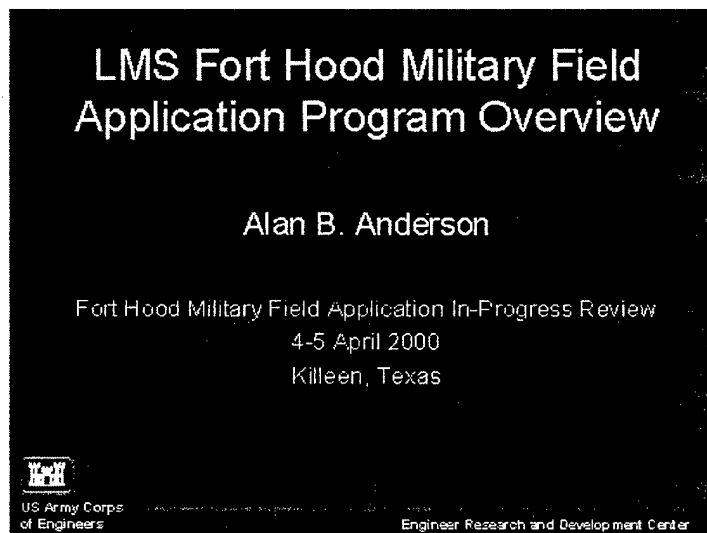 LMS Fort Hood Military Field
Application Program Overview
Alan B. Anderson
Fort Hood Military Field Application In-Progress Review
4-5 April 2000
Killeen, Texas
US Army Corps
of Engineers
Engineer Research and Development Center